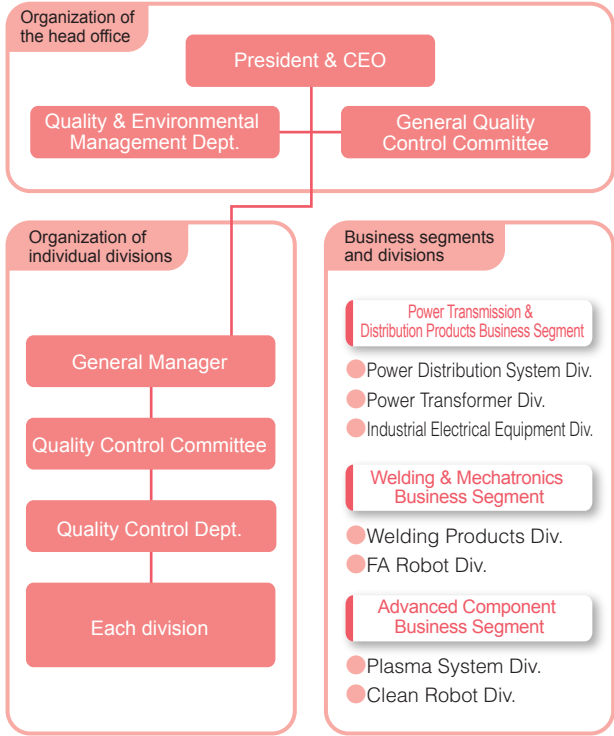 Organization of
the head office
President & CEO
Quality & Environmental
Management Dept.
General Quality
Control Committee
Organization of
individual divisions
General Manager
Quality Control Committee
Quality Control Dept.
Each division
Business segments
and divisions
Power Transmission &
Distribution Products Business Segment
Power Distribution System Div.
Power Transformer Div.
Industrial Electrical Equipment Div.
Welding & Mechatronics
Business Segment
Welding Products Div.
FA Robot Div.
Advanced Component
Business Segment
Plasma System Div.
Clean Robot Div.